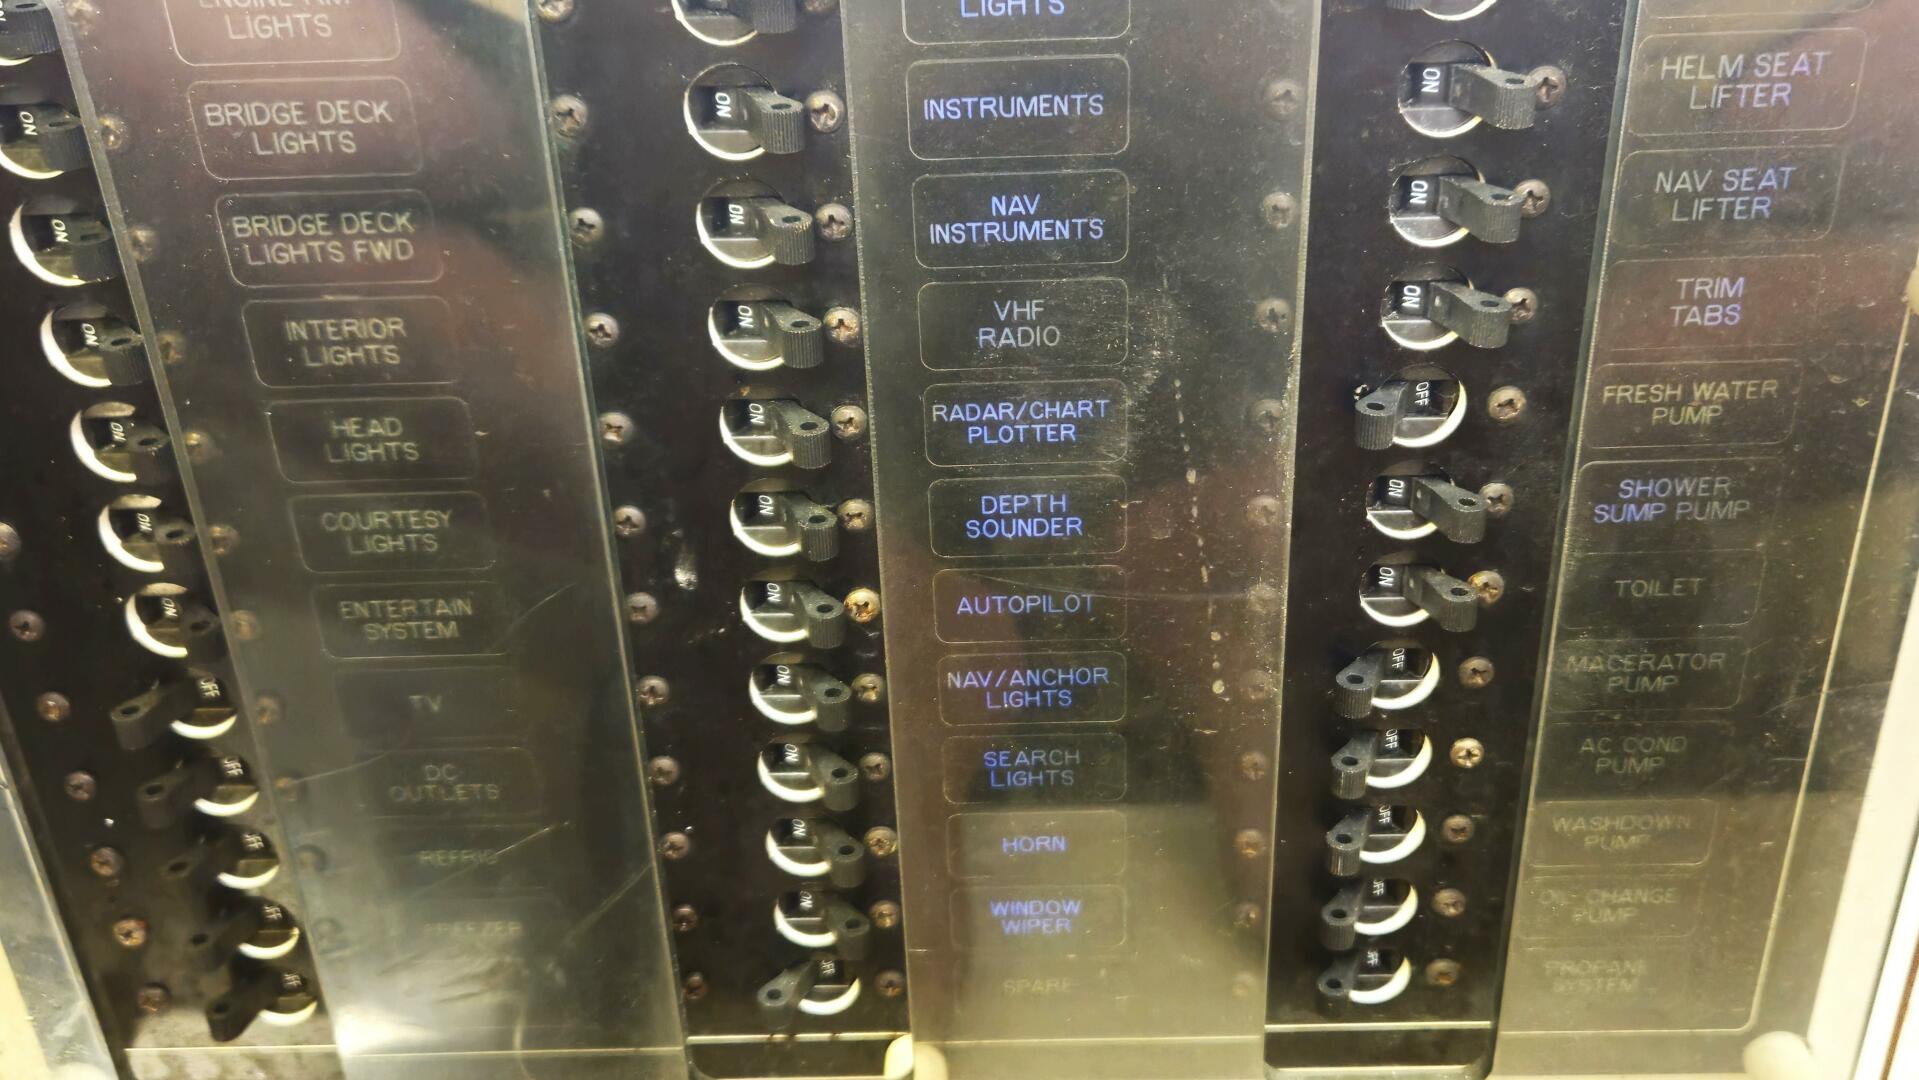 ENGINE RM
LIGHTS
BRIDGE DECK
LIGHTS
BRIDGE DECK
LIGHTS FWD
INTERIOR
LIGHTS
HEAD
LIGHTS
COURTESY
LIGHTS
ENTERTAIN
SYSTEM
TV
DC
OUTLETS
REFRIG
FREEZER
ON
ON
ON
ON
ON
ON
OFF
OFF
OFF
OFF
OFF
LIGHTS
INSTRUMENTS
NAV
INSTRUMENTS
VHF
RADIO
RADAR/CHART
PLOTTER
DEPTH
SOUNDER
AUTOPILOT
NAV/ANCHOR
LIGHTS
SEARCH
LIGHTS
HORN
WINDOW
WIPER
SPARE
ON
ON
ON
ON
ON
ON
ON
ON
ON
ON
OFF
HELM SEAT
LIFTER
NAV SEAT
LIFTER
TRIM
TABS
FRESH WATER
PUMP
SHOWER
SUMP PUMP
TOILET
MACERATOR
PUMP
AC COND
PUMP
WASHDOWN
PUMP
OIL CHANGE
PUMP
PROPANE
SYSTEM
ON
ON
ON
OFF
ON
ON
OFF
OFF
OFF
OFF
OFF